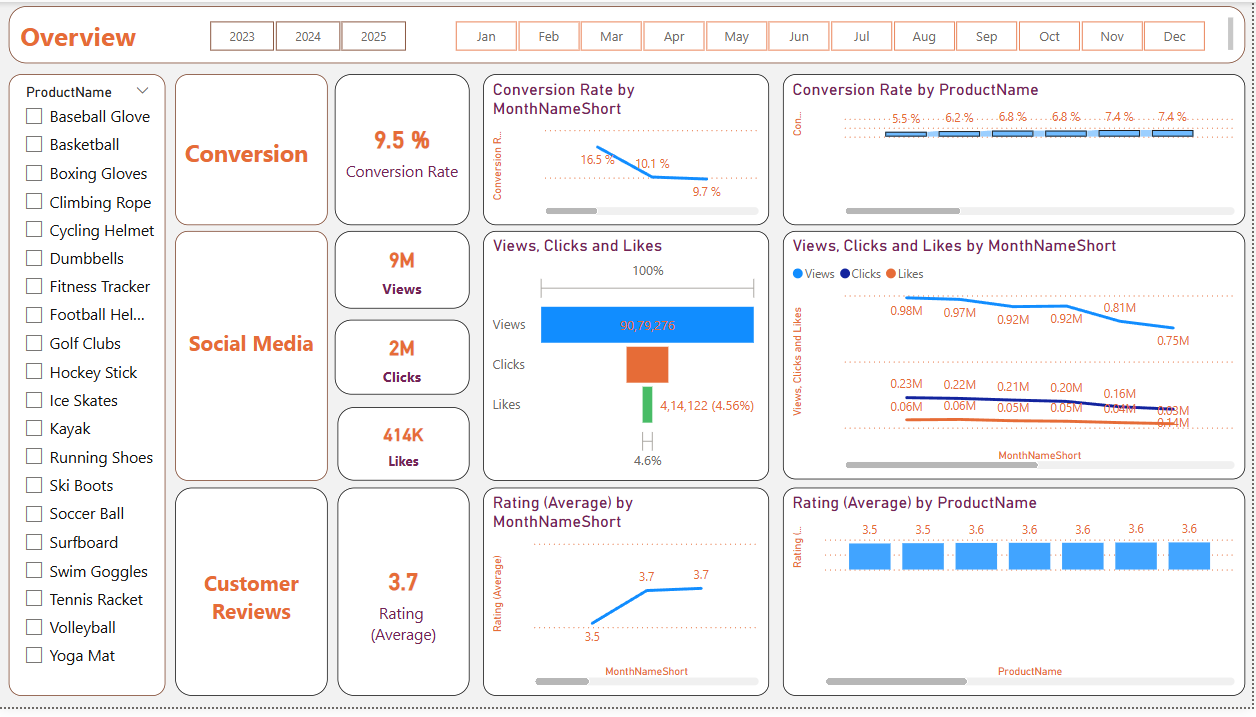 Overview
2023
2024
2025
Jan
Feb
Mar
Apr
May
Jun
Jul
Aug
Sep
Oct
Nov
Dec
ProductName
Baseball Glove
Basketball
Boxing Gloves
Climbing Rope
Cycling Helmet
Dumbbells
Fitness Tracker
Football Hel...
Golf Clubs
Hockey Stick
Ice Skates
Kayak
Running Shoes
Ski Boots
Soccer Ball
Surfboard
Swim Goggles
Tennis Racket
Volleyball
Yoga Mat
Conversion
9.5 %
Conversion Rate
Conversion Rate by
MonthNameShort
Conversion R...
16.5 %
10.1 %
9.7 %
Conversion Rate by ProductName
Con...
5.5 %
6.2 %
6.8 %
6.8 %
7.4 %
7.4 %
Social Media
9M
Views
2M
Clicks
414K
Likes
Views, Clicks and Likes
100%
Views
90,79,276
Clicks
Likes
4,14,122 (4.56%)
4.6%
Views, Clicks and Likes by MonthNameShort
Views
Clicks
Likes
Views, Clicks and Likes
0.98M
0.97M
0.92M
0.92M
0.81M
0.75M
0.23M
0.22M
0.21M
0.20M
0.16M
0.06M
0.06M
0.05M
0.05M
0.04M
0.03M
0.14M
MonthNameShort
Customer
Reviews
3.7
Rating
(Average)
Rating (Average) by
MonthNameShort
Rating (Average)
3.5
3.7
3.7
MonthNameShort
Rating (Average) by ProductName
Rating (...
3.5
3.5
3.6
3.6
3.6
3.6
3.6
ProductName